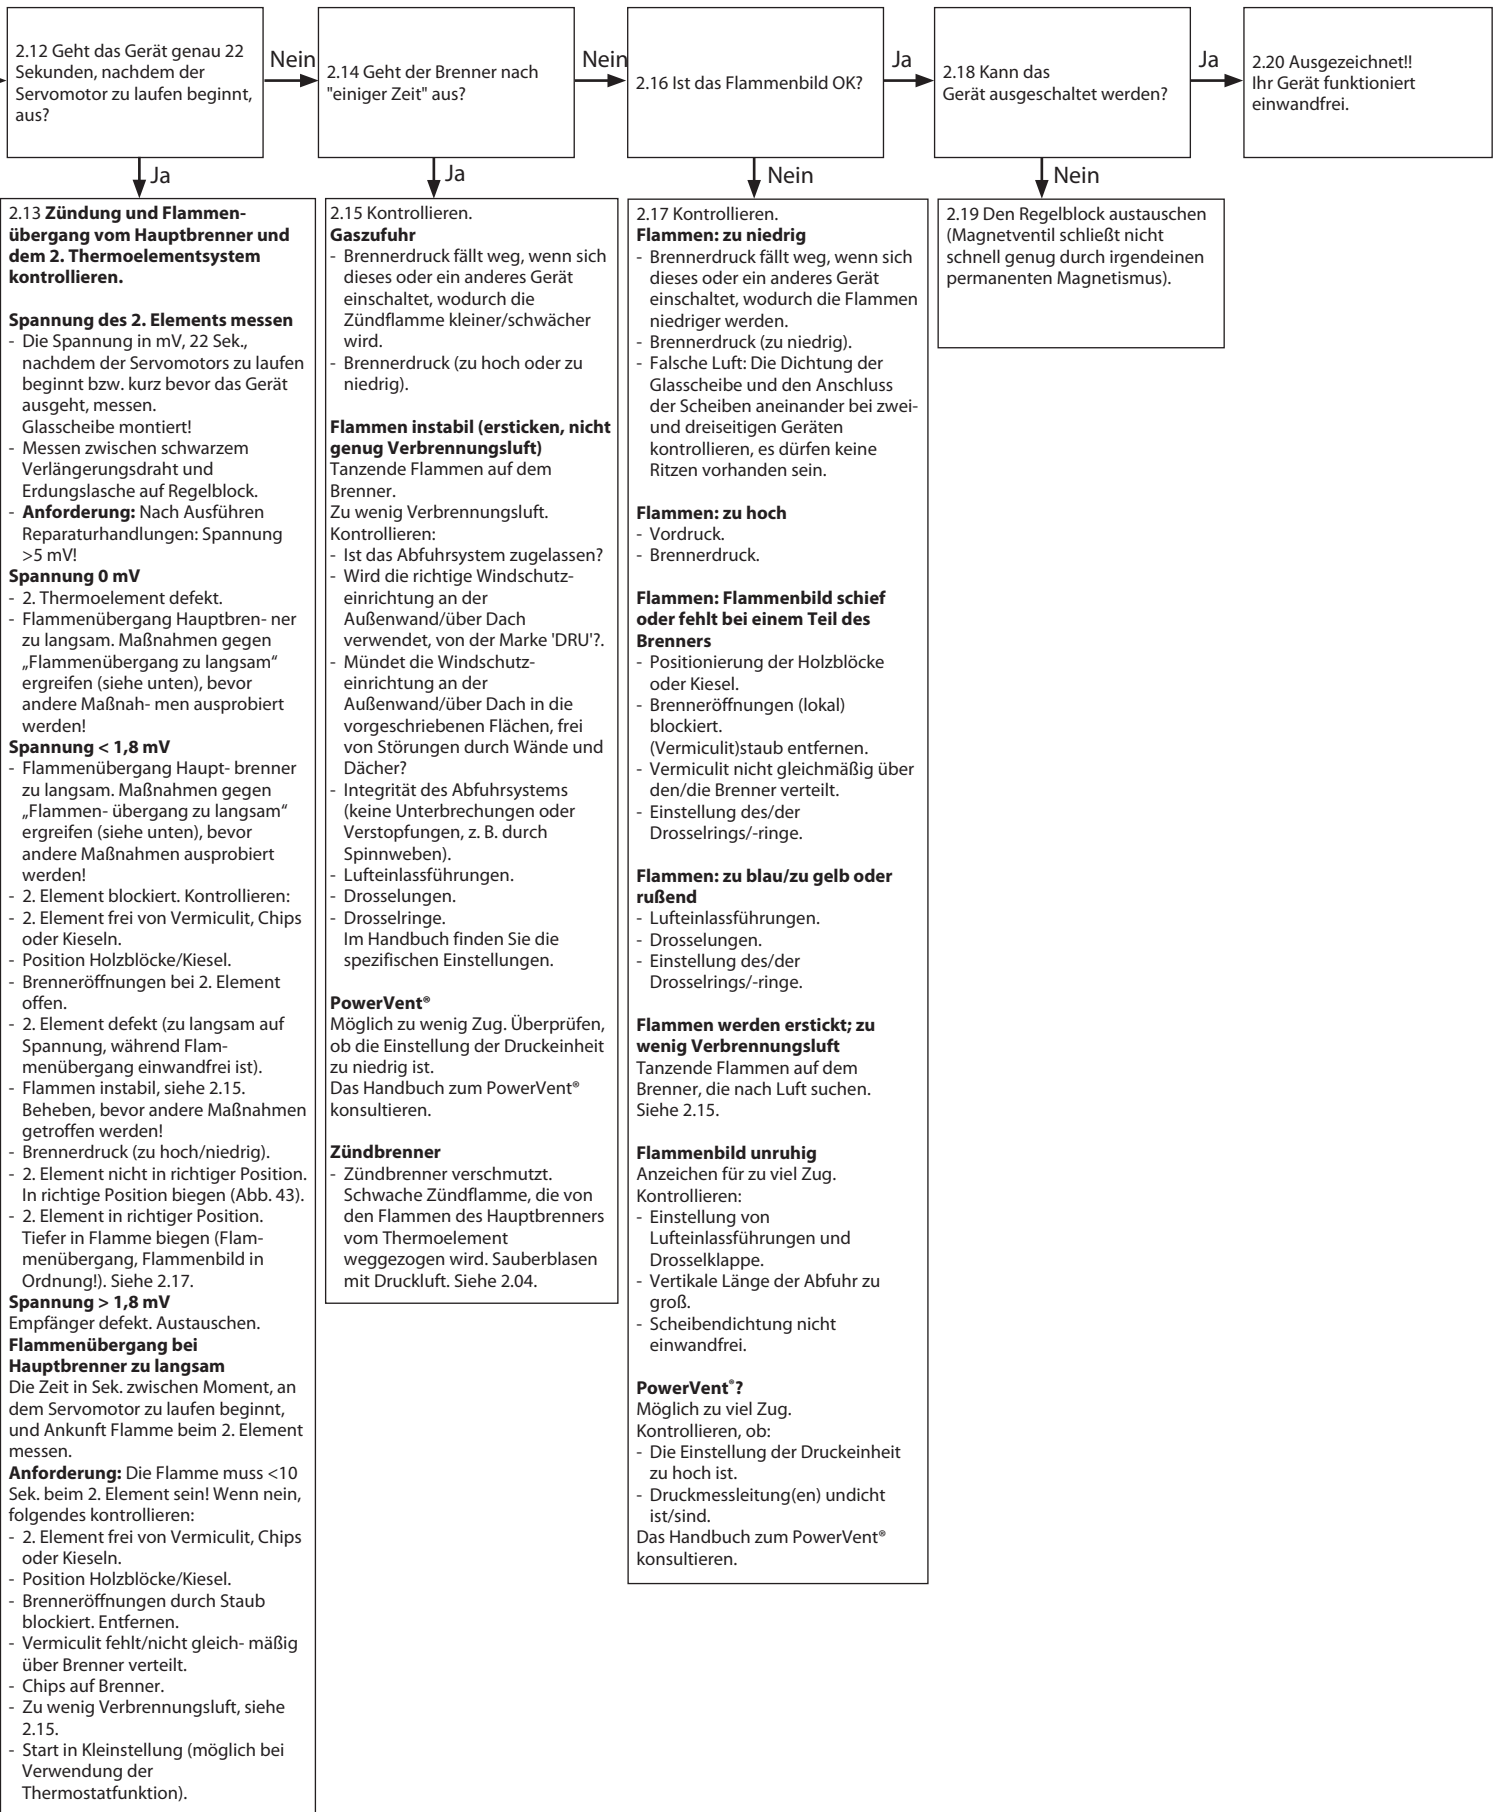 2.12 Geht das Gerät genau 22
Sekunden, nachdem der
Servomotor zu laufen beginnt,
aus?
Nein
2.14 Geht der Brenner nach
"einiger Zeit" aus?
Nein
2.16 Ist das Flammenbild OK?
Ja
2.18 Kann das
Gerät ausgeschaltet werden?
Ja
2.20 Ausgezeichnet!!
Ihr Gerät funktioniert
einwandfrei.
Ja
Ja
Nein
Nein
2.13 Zündung und Flammen-
übergang vom Hauptbrenner und
dem 2. Thermoelementsystem
kontrollieren.
Spannung des 2. Elements messen
- Die Spannung in mV, 22 Sek.,
nachdem der Servomotors zu laufen
beginnt bzw. kurz bevor das Gerät
ausgeht, messen.
Glasscheibe montiert!
- Messen zwischen schwarzem
Verlängerungsdraht und
Erdungslasche auf Regelblock.
- Anforderung: Nach Ausführen
Reparaturhandlungen: Spannung
>5 mV!
Spannung 0 mV
- 2. Thermoelement defekt.
- Flammenübergang Hauptbren- ner
zu langsam. Maßnahmen gegen
„Flammenübergang zu langsam“
ergreifen (siehe unten), bevor
andere Maßnah- men ausprobiert
werden!
Spannung < 1,8 mV
- Flammenübergang Haupt- brenner
zu langsam. Maßnahmen gegen
„Flammen- übergang zu langsam“
ergreifen (siehe unten), bevor
andere Maßnahmen ausprobiert
werden!
- 2. Element blockiert. Kontrollieren:
- 2. Element frei von Vermiculit, Chips
oder Kieseln.
- Position Holzblöcke/Kiesel.
- Brenneröffnungen bei 2. Element
offen.
- 2. Element defekt (zu langsam auf
Spannung, während Flam-
menübergang einwandfrei ist).
- Flammen instabil, siehe 2.15.
Beheben, bevor andere Maßnahmen
getroffen werden!
- Brennerdruck (zu hoch/niedrig).
- 2. Element nicht in richtiger Position.
In richtige Position biegen (Abb. 43).
- 2. Element in richtiger Position.
Tiefer in Flamme biegen (Flam-
menübergang, Flammenbild in
Ordnung!). Siehe 2.17.
Spannung > 1,8 mV
Empfänger defekt. Austauschen.
Flammenübergang bei
Hauptbrenner zu langsam
Die Zeit in Sek. zwischen Moment, an
dem Servomotor zu laufen beginnt,
und Ankunft Flamme beim 2. Element
messen.
Anforderung: Die Flamme muss <10
Sek. beim 2. Element sein! Wenn nein,
folgendes kontrollieren:
- 2. Element frei von Vermiculit, Chips
oder Kieseln.
- Position Holzblöcke/Kiesel.
- Brenneröffnungen durch Staub
blockiert. Entfernen.
- Vermiculit fehlt/nicht gleich- mäßig
über Brenner verteilt.
- Chips auf Brenner.
- Zu wenig Verbrennungsluft, siehe
2.15.
- Start in Kleinstellung (möglich bei
Verwendung der
Thermostatfunktion).
2.15 Kontrollieren.
Gaszufuhr
- Brennerdruck fällt weg, wenn sich
dieses oder ein anderes Gerät
einschaltet, wodurch die
Zündflamme kleiner/schwächer
wird.
- Brennerdruck (zu hoch oder zu
niedrig).
Flammen instabil (ersticken, nicht
genug Verbrennungsluft)
Tanzende Flammen auf dem
Brenner.
Zu wenig Verbrennungsluft.
Kontrollieren:
- Ist das Abfuhrsystem zugelassen?
- Wird die richtige Windschutz-
einrichtung an der
Außenwand/über Dach
verwendet, von der Marke 'DRU'?.
- Mündet die Windschutz-
einrichtung an der
Außenwand/über Dach in die
vorgeschriebenen Flächen, frei
von Störungen durch Wände und
Dächer?
- Integrität des Abfuhrsystems
(keine Unterbrechungen oder
Verstopfungen, z. B. durch
Spinnweben).
- Lufteinlassführungen.
- Drosselungen.
- Drosselringe.
Im Handbuch finden Sie die
spezifischen Einstellungen.
PowerVent®
Möglich zu wenig Zug. Überprüfen,
ob die Einstellung der Druckeinheit
zu niedrig ist.
Das Handbuch zum PowerVent®
konsultieren.
Zündbrenner
- Zündbrenner verschmutzt.
Schwache Zündflamme, die von
den Flammen des Hauptbrenners
vom Thermoelement
weggezogen wird. Sauberblasen
mit Druckluft. Siehe 2.04.
2.17 Kontrollieren.
Flammen: zu niedrig
- Brennerdruck fällt weg, wenn sich
dieses oder ein anderes Gerät
einschaltet, wodurch die Flammen
niedriger werden.
- Brennerdruck (zu niedrig).
- Falsche Luft: Die Dichtung der
Glasscheibe und den Anschluss
der Scheiben aneinander bei zwei-
und dreiseitigen Geräten
kontrollieren, es dürfen keine
Ritzen vorhanden sein.
Flammen: zu hoch
- Vordruck.
- Brennerdruck.
Flammen: Flammenbild schief
oder fehlt bei einem Teil des
Brenners
- Positionierung der Holzblöcke
oder Kiesel.
- Brenneröffnungen (lokal)
blockiert.
(Vermiculit)staub entfernen.
- Vermiculit nicht gleichmäßig über
den/die Brenner verteilt.
- Einstellung des/der
Drosselrings/-ringe.
Flammen: zu blau/zu gelb oder
rußend
- Lufteinlassführungen.
- Drosselungen.
- Einstellung des/der
Drosselrings/-ringe.
Flammen werden erstickt; zu
wenig Verbrennungsluft
Tanzende Flammen auf dem
Brenner, die nach Luft suchen.
Siehe 2.15.
Flammenbild unruhig
Anzeichen für zu viel Zug.
Kontrollieren:
- Einstellung von
Lufteinlassführungen und
Drosselklappe.
- Vertikale Länge der Abfuhr zu
groß.
- Scheibendichtung nicht
einwandfrei.
PowerVent®?
Möglich zu viel Zug.
Kontrollieren, ob:
- Die Einstellung der Druckeinheit
zu hoch ist.
- Druckmessleitung(en) undicht
ist/sind.
Das Handbuch zum PowerVent®
konsultieren.
2.19 Den Regelblock austauschen
(Magnetventil schließt nicht
schnell genug durch irgendeinen
permanenten Magnetismus).